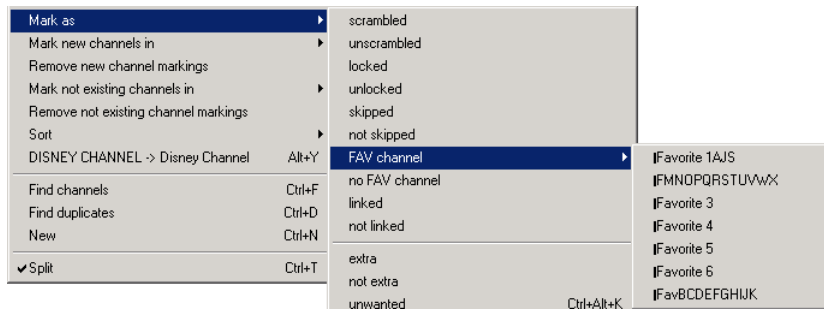 Mark as
Mark new channels in
Remove new channel markings
Mark not existing channels in
Remove not existing channel markings
Sort
DISNEY CHANNEL -> Disney Channel Alt+Y
Find channels Ctrl+F
Find duplicates Ctrl+D
New Ctrl+N
Split Ctrl+T
scrambled
unscrambled
locked
unlocked
skipped
not skipped
FAV channel
no FAV channel
linked
not linked
extra
not extra
unwanted Ctrl+Alt+K
Favorite 1AJS
FMNOPQRSTUVWX
Favorite 3
Favorite 4
Favorite 5
Favorite 6
FavBCDEFGHIJK